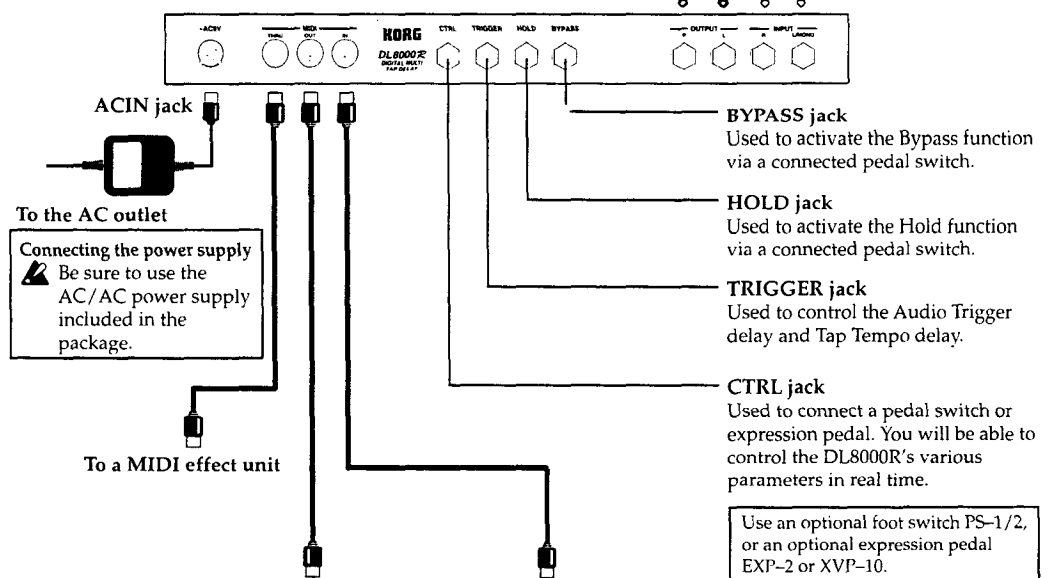 ~AC9V
MIDI
THRU OUT IN
KORG
DL8000R
DIGITAL MULTI
TAP DELAY
CTRL TRIGGER HOLD BYPASS
OUTPUT
R L
INPUT
R L/MONO
ACIN jack
To the AC outlet
Connecting the power supply
Be sure to use the
AC/AC power supply
included in the
package.
To a MIDI effect unit
BYPASS jack
Used to activate the Bypass function
via a connected pedal switch.
HOLD jack
Used to activate the Hold function
via a connected pedal switch.
TRIGGER jack
Used to control the Audio Trigger
delay and Tap Tempo delay.
CTRL jack
Used to connect a pedal switch or
expression pedal. You will be able to
control the DL8000R's various
parameters in real time.
Use an optional foot switch PS–1/2,
or an optional expression pedal
EXP–2 or XVP–10.